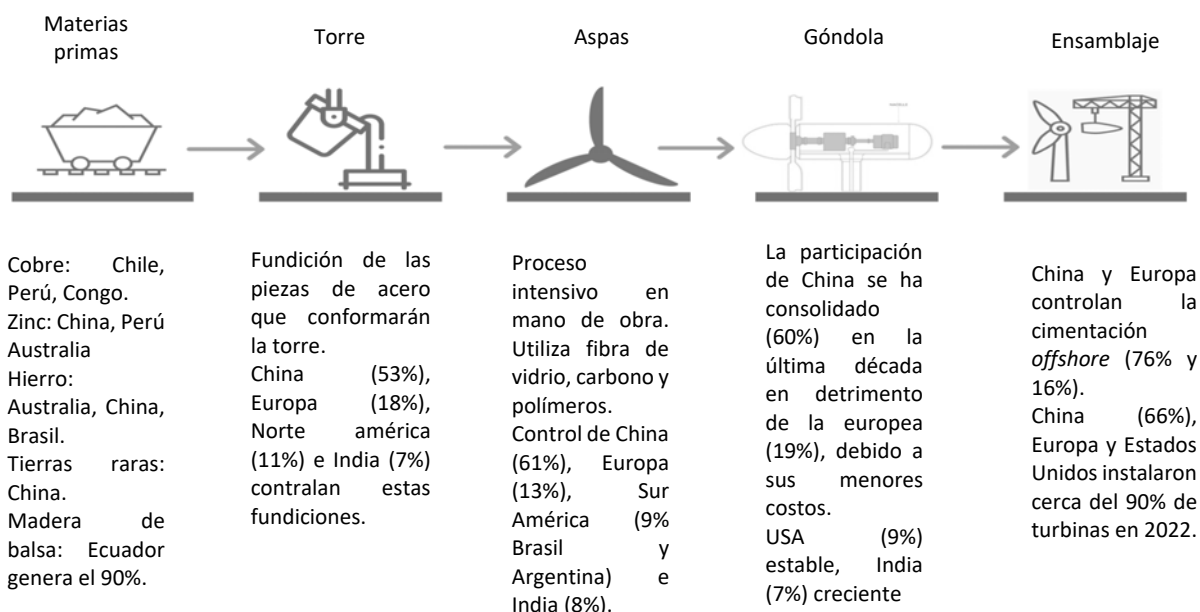 Materias
primas
Torre
Aspas
Góndola
Ensamblaje
Cobre: Chile,
Perú, Congo.
Zinc: China, Perú
Australia
Hierro:
Australia, China,
Brasil.
Tierras raras:
China.
Madera de
balsa: Ecuador
genera el 90%.
Fundición de las
piezas de acero
que conformarán
la torre.
China (53%),
Europa (18%),
Norte américa
(11%) e India (7%)
contralan estas
fundiciones.
Proceso
intensivo en
mano de obra.
Utiliza fibra de
vidrio, carbono y
polímeros.
Control de China
(61%), Europa
(13%), Sur
América (9%
Brasil y
Argentina) e
India (8%).
La participación
de China se ha
consolidado
(60%) en la
última década
en detrimento
de la europea
(19%), debido a
sus menores
costos.
USA (9%)
estable, India
(7%) creciente
China y Europa
controlan la
cimentación
offshore (76% y
16%).
China (66%),
Europa y Estados
Unidos instalaron
cerca del 90% de
turbinas en 2022.